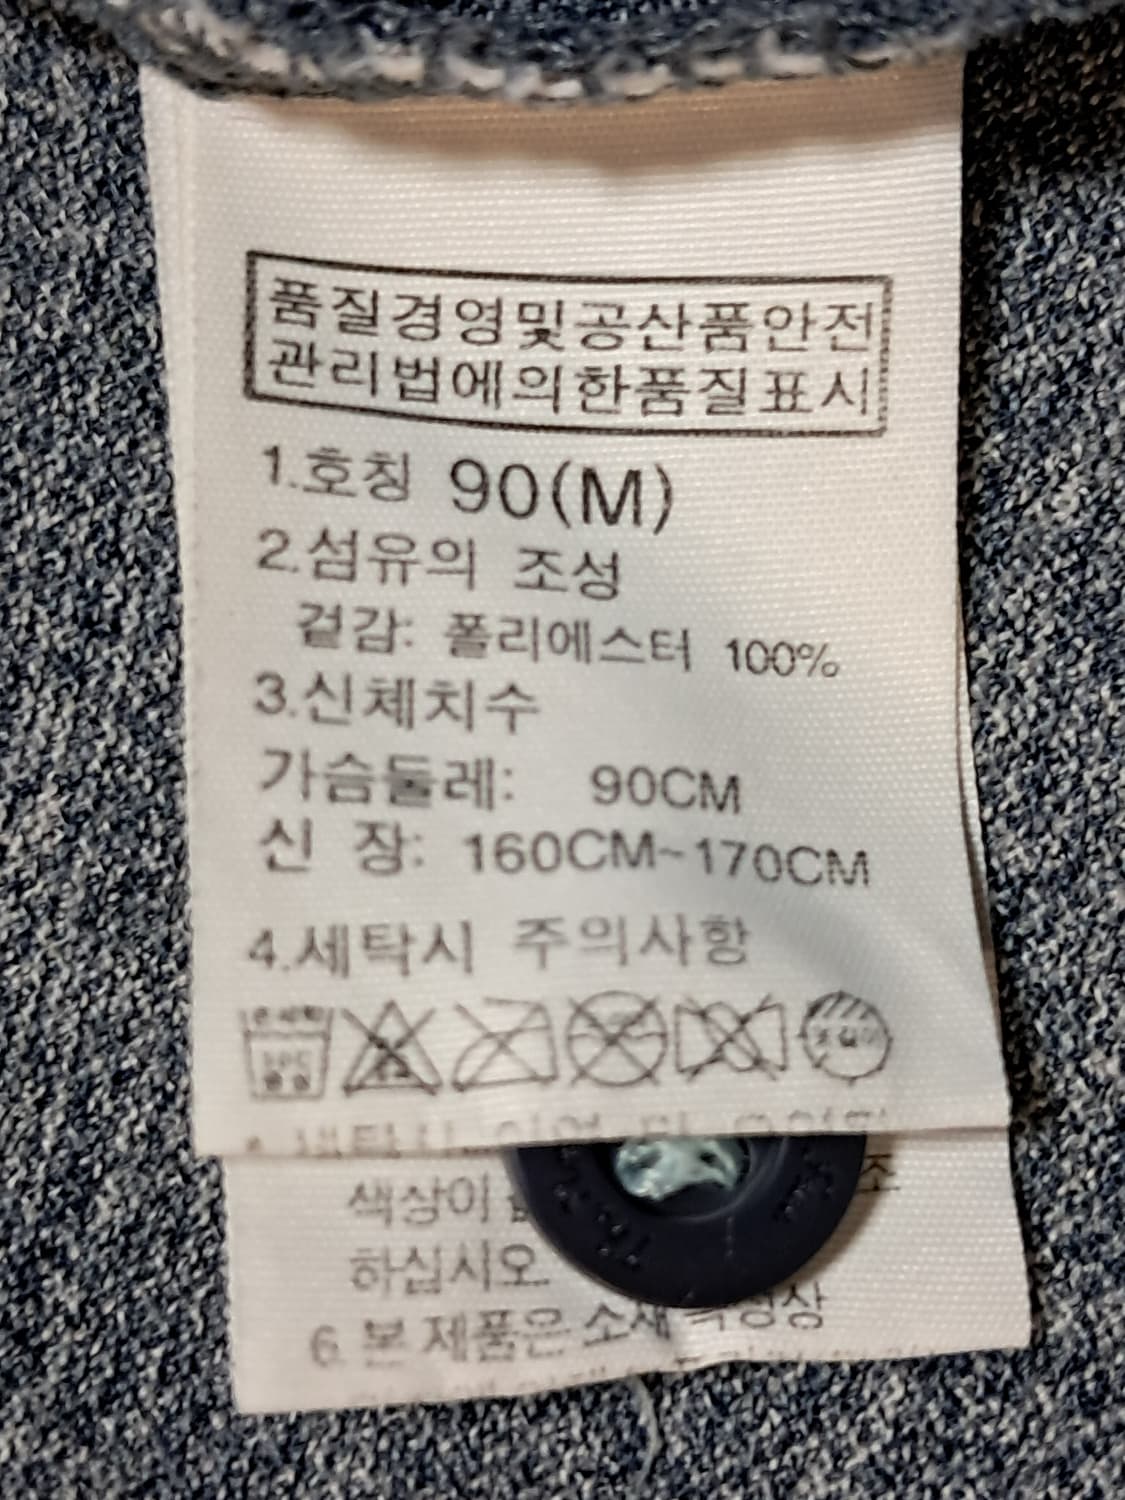 품질경영및공산품안전
관리법에의한품질표시
1.호칭 90(M)
2.섬유의 조성
겉감: 폴리에스터 100%
3.신체치수
가슴둘레: 90CM
신 장: 160CM~170CM
4.세탁시 주의사항
색상이
하십시오
6. 본제품은 소재